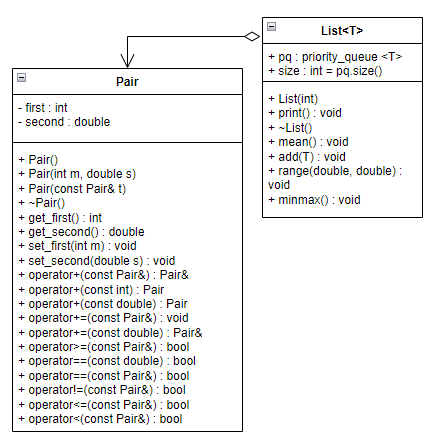 List<T>
+ pq : priority_queue <T>
+ size : int = pq.size()
+ List(int)
+ print() : void
+ ~List()
+ mean() : void
+ add(T) : void
+ range(double, double) :
void
+ minmax() : void
Pair
- first : int
- second : double
+ Pair()
+ Pair(int m, double s)
+ Pair(const Pair& t)
+ ~Pair()
+ get_first() : int
+ get_second() : double
+ set_first(int m) : void
+ set_second(double s) : void
+ operator+(const Pair&) : Pair&
+ operator+(const int) : Pair
+ operator+(const double) : Pair
+ operator+=(const Pair&) : void
+ operator+=(const double) : Pair&
+ operator>=(const Pair&) : bool
+ operator==(const double) : bool
+ operator==(const Pair&) : bool
+ operator!=(const Pair&) : bool
+ operator<=(const Pair&) : bool
+ operator<(const Pair&) : bool